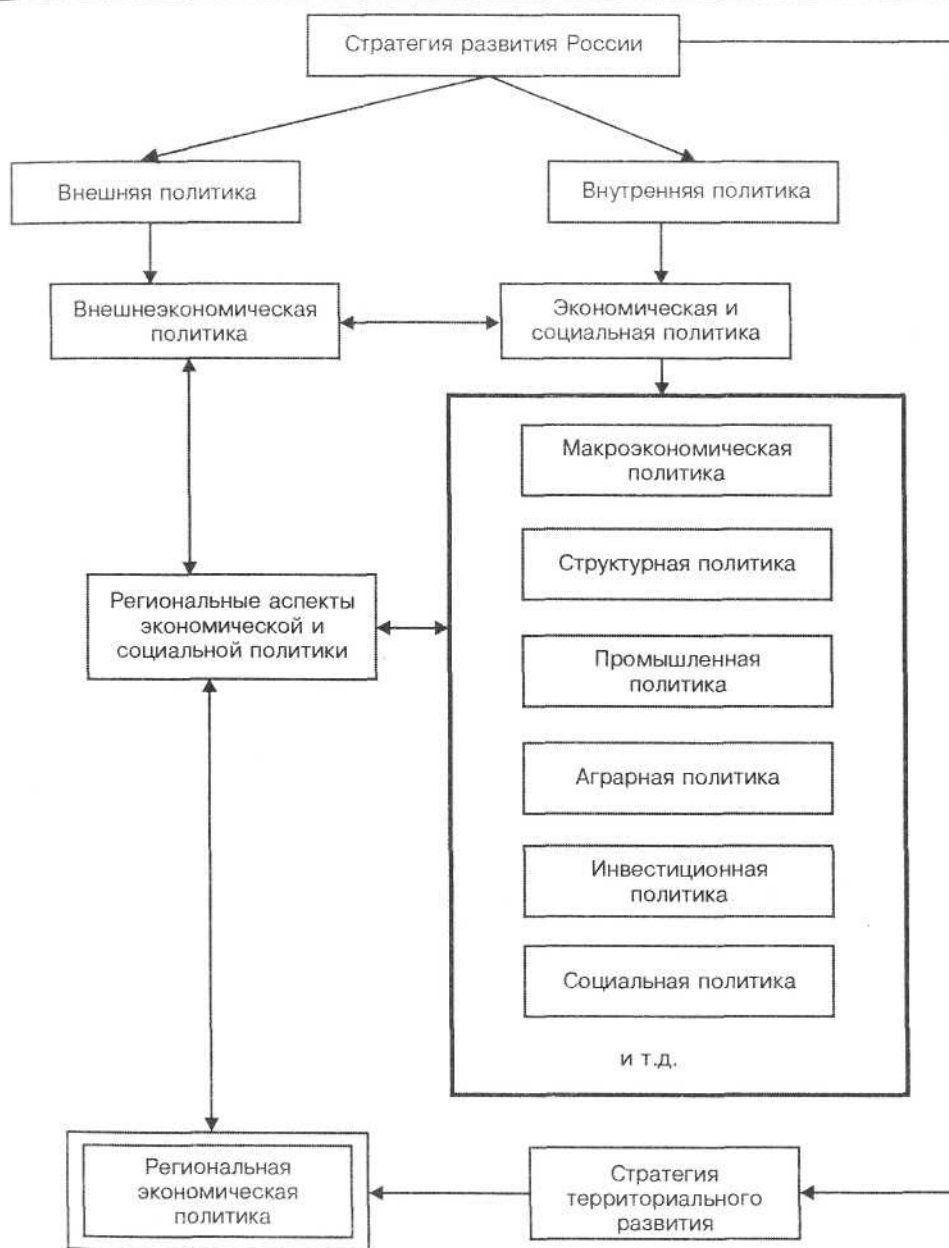 Стратегия развития России
Внешняя политика
Внутренняя политика
Внешнеэкономическая
политика
Экономическая и
социальная политика
Макроэкономическая
политика
Структурная политика
Региональные аспекты
экономической и
социальной политики
Промышленная
политика
Аграрная политика
Инвестиционная
политика
Социальная политика
и т.д.
Региональная
экономическая
политика
Стратегия
территориального
развития